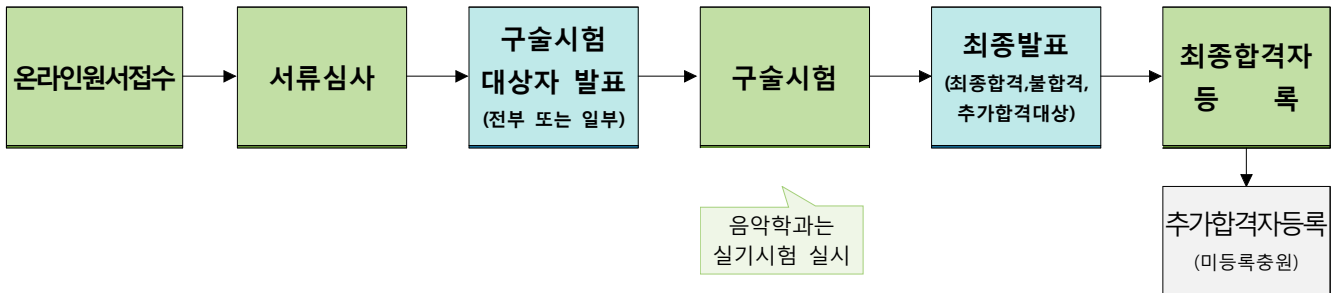 온라인원서접수
서류심사
구술시험
대상자 발표
(전부 또는 일부)
구술시험
최종발표
(최종합격,불합격,
추가합격대상)
최종합격자
등 록
음악학과는
실기시험 실시
추가합격자등록
(미등록충원)